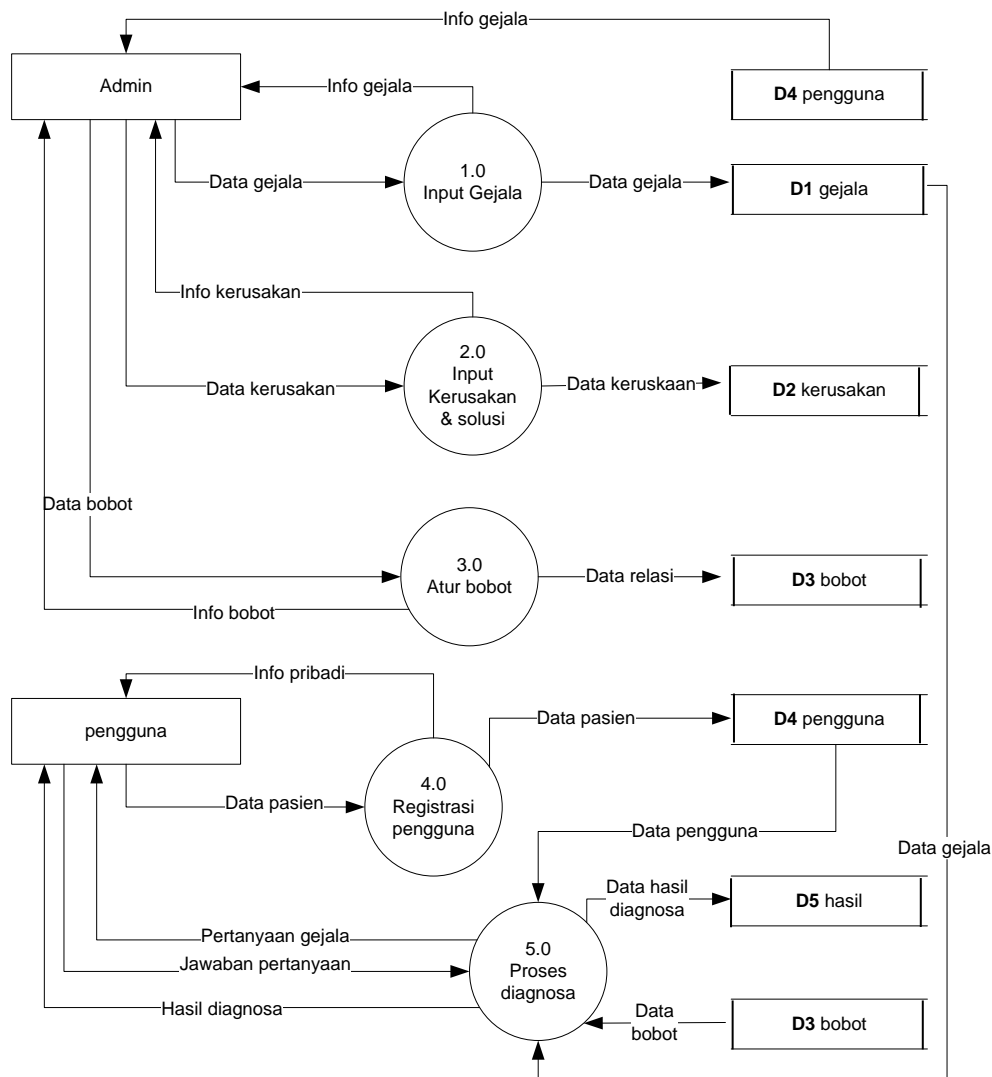 Info gejala
Admin
Info gejala
D4 pengguna
1.0
Input Gejala
Data gejala
Data gejala
D1 gejala
Info kerusakan
2.0
Input
Kerusakan
& solusi
Data kerusakan
Data keruskaan
D2 kerusakan
Data bobot
3.0
Atur bobot
Data relasi
D3 bobot
Info bobot
Info pribadi
pengguna
Data pasien
D4 pengguna
4.0
Registrasi
pengguna
Data pasien
Data pengguna
Data gejala
Data hasil
diagnosa
D5 hasil
Pertanyaan gejala
Jawaban pertanyaan
Hasil diagnosa
5.0
Proses
diagnosa
Data
bobot
D3 bobot